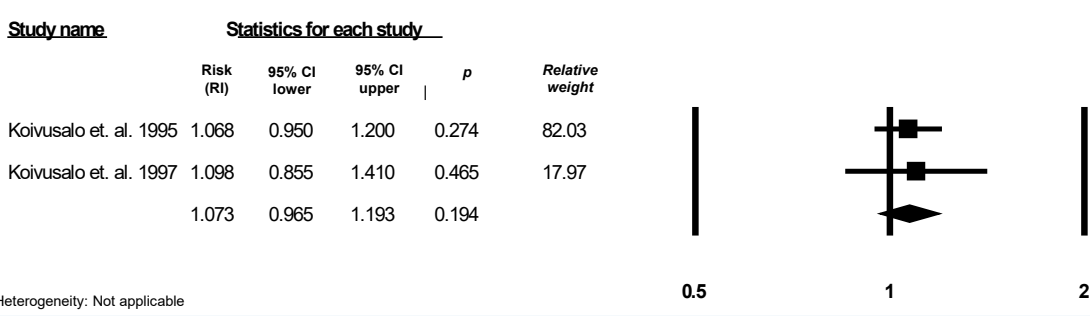 Study name Statistics for each study
Risk (RI) 95% CI lower 95% CI upper p Relative weight
Koivusalo et. al. 1995 1.068 0.950 1.200 0.274 82.03
Koivusalo et. al. 1997 1.098 0.855 1.410 0.465 17.97
1.073 0.965 1.193 0.194
0.5 1 2
Heterogeneity: Not applicable